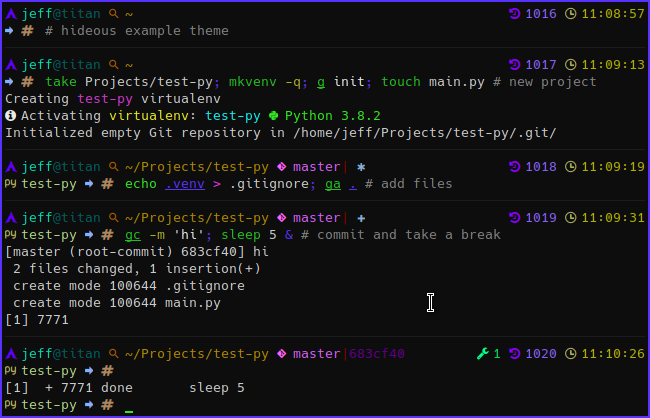 jeff@titan ~ 1016 11:08:57
# # hideous example theme
jeff@titan ~ 1017 11:09:13
# take Projects/test-py; mkvenv -q; g init; touch main.py # new project
Creating test-py virtualenv
Activating virtualenv: test-py Python 3.8.2
Initialized empty Git repository in /home/jeff/Projects/test-py/.git/
jeff@titan ~/Projects/test-py master| ✱ 1018 11:09:19
py test-py # echo .venv > .gitignore; ga . # add files
jeff@titan ~/Projects/test-py master| + 1019 11:09:31
py test-py # gc -m 'hi'; sleep 5 & # commit and take a break
[master (root-commit) 683cf40] hi
2 files changed, 1 insertion(+)
create mode 100644 .gitignore
create mode 100644 main.py
[1] 7771
jeff@titan ~/Projects/test-py master|683cf40 1 1020 11:10:26
py test-py #
[1] + 7771 done sleep 5
py test-py # _